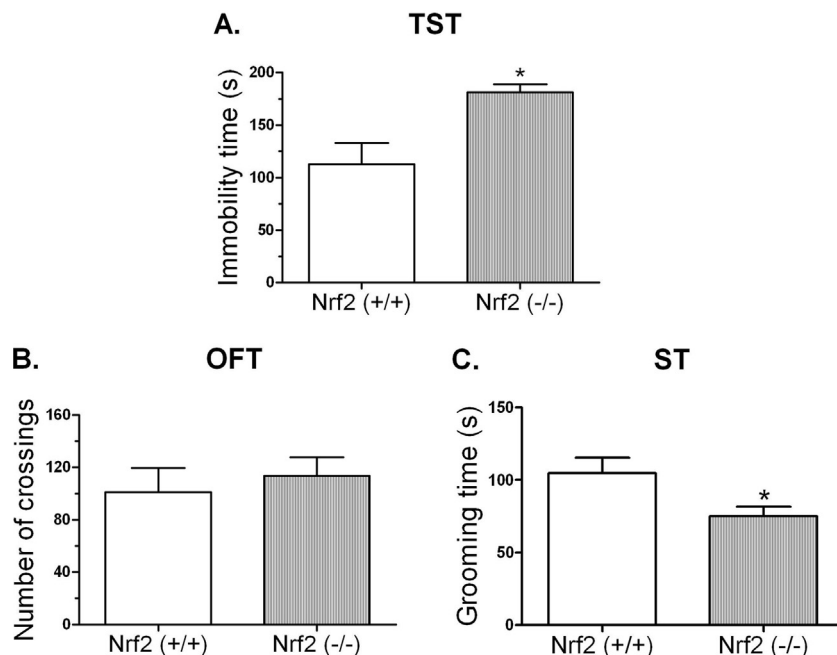 A. TST
Immobility time (s)
200
150
100
50
0
*
Nrf2 (+/+) Nrf2 (-/-)
B. OFT
Number of crossings
160
120
80
40
0
Nrf2 (+/+) Nrf2 (-/-)
C. ST
Grooming time (s)
150
100
50
0
*
Nrf2 (+/+) Nrf2 (-/-)